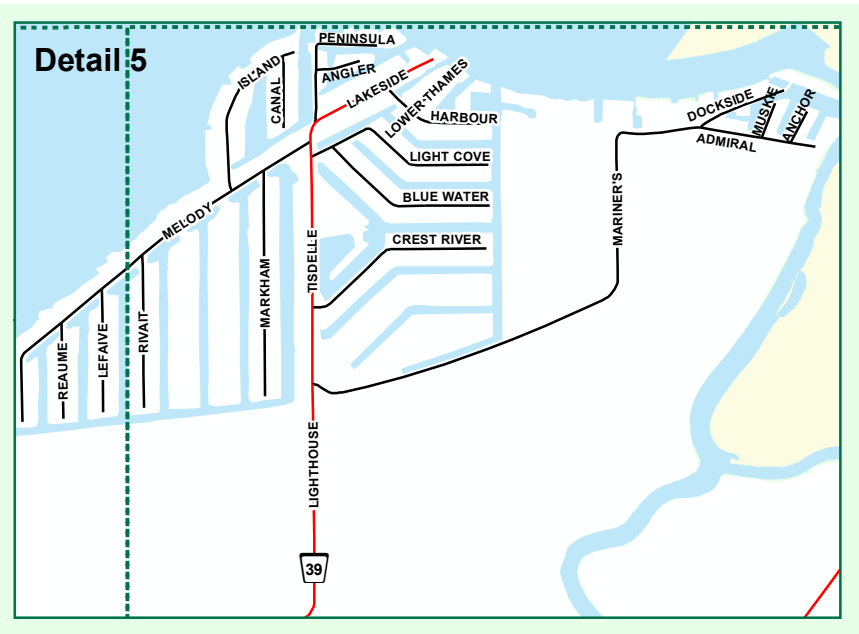 Detail 5
PENINSULA
ISLAND
CANAL
ANGLER
LAKESIDE
LOWER-THAMES
HARBOUR
LIGHT COVE
BLUE WATER
CREST RIVER
DOCKSIDE
MUSKIE
ANCHOR
ADMIRAL
MARINER'S
MELODY
TISDELLE
MARKHAM
RIVAIT
LEFAIVE
REAUME
LIGHTHOUSE
39